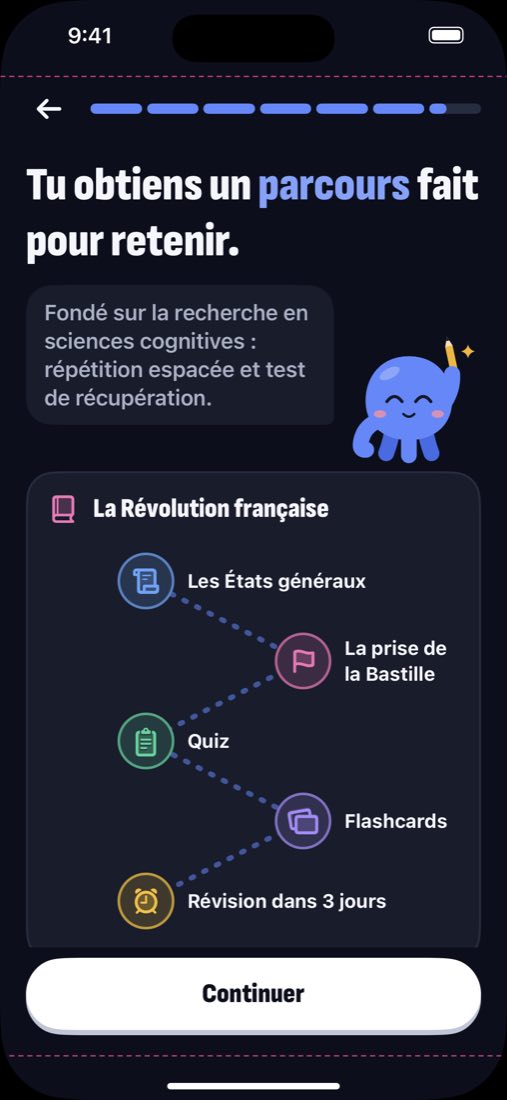 9:41
Tu obtiens un parcours fait
pour retenir.
Fondé sur la recherche en
sciences cognitives :
répétition espacée et test
de récupération.
La Révolution française
Les États généraux
La prise de
la Bastille
Quiz
Flashcards
Révision dans 3 jours
Continuer